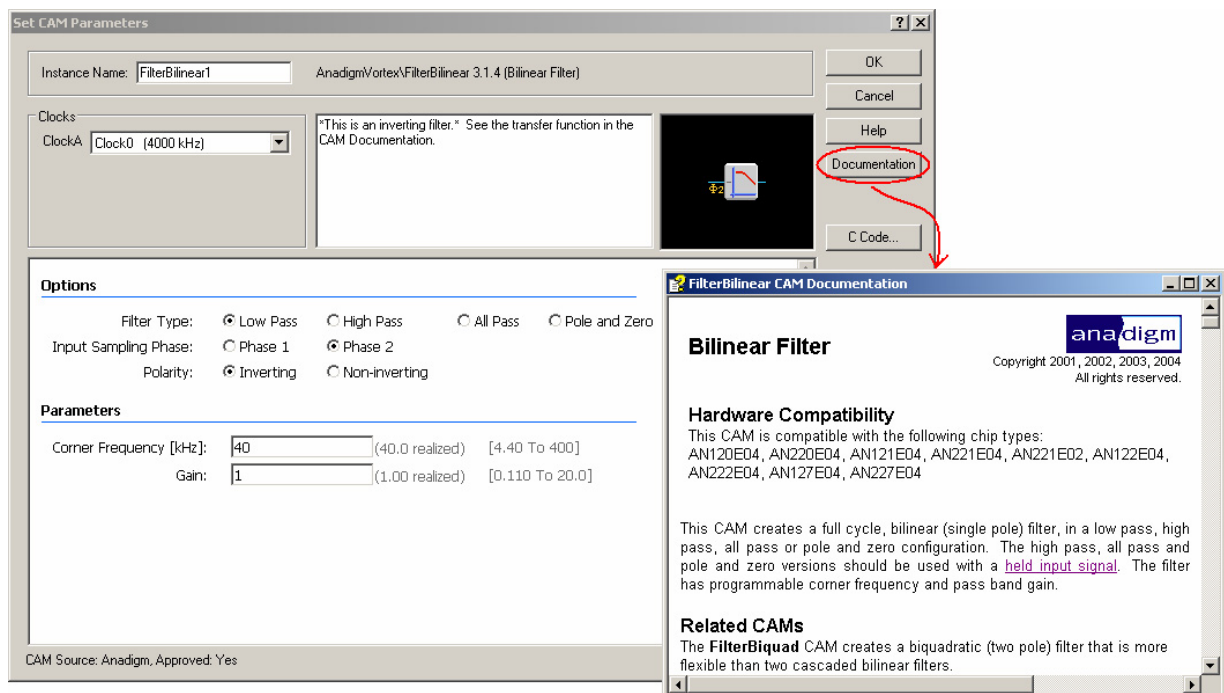 Set CAM Parameters
Instance Name: FilterBilinear1 AnadigmVortex\FilterBilinear 3.1.4 (Bilinear Filter)
OK
Cancel
Help
Documentation
C Code...
Clocks
ClockA Clock0 (4000 kHz)
*This is an inverting filter.* See the transfer function in the
CAM Documentation.
Φ2
Options
Filter Type: Low Pass High Pass All Pass Pole and Zero
Input Sampling Phase: Phase 1 Phase 2
Polarity: Inverting Non-inverting
Parameters
Corner Frequency [kHz]: 40 (40.0 realized) [4.40 To 400]
Gain: 1 (1.00 realized) [0.110 To 20.0]
CAM Source: Anadigm, Approved: Yes
FilterBilinear CAM Documentation
anadigm
Bilinear Filter
Copyright 2001, 2002, 2003, 2004
All rights reserved.
Hardware Compatibility
This CAM is compatible with the following chip types:
AN120E04, AN220E04, AN121E04, AN221E04, AN221E02, AN122E04,
AN222E04, AN127E04, AN227E04
This CAM creates a full cycle, bilinear (single pole) filter, in a low pass, high
pass, all pass or pole and zero configuration. The high pass, all pass and
pole and zero versions should be used with a held input signal. The filter
has programmable corner frequency and pass band gain.
Related CAMs
The FilterBiquad CAM creates a biquadratic (two pole) filter that is more
flexible than two cascaded bilinear filters.